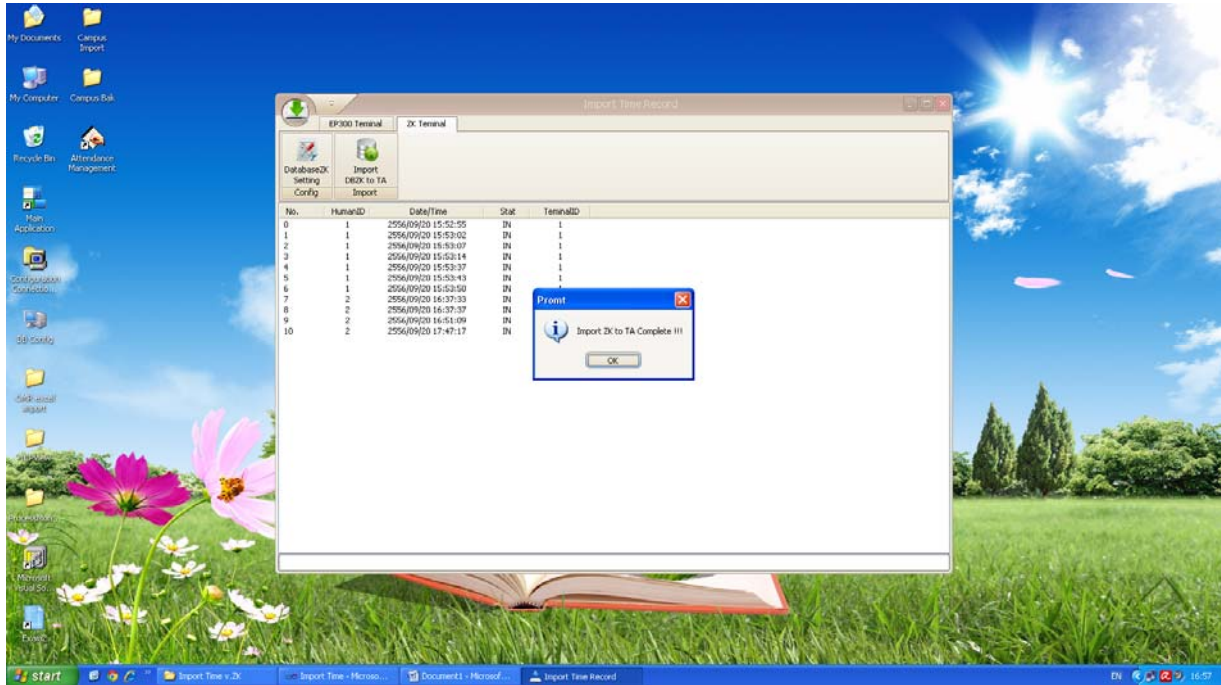 My Documents
Campus Import
My Computer
Campus Bak
Recycle Bin
Attendance Management
Main Application
DB Config
Import Time Record
EP300 Teminal
ZK Teminal
DatabaseZK Setting
Import DBZK to TA
Config
Import
No. HumanID Date/Time Stat TeminalID
0 1 2556/09/20 15:52:55 IN 1
1 1 2556/09/20 15:53:02 IN 1
2 1 2556/09/20 15:53:07 IN 1
3 1 2556/09/20 15:53:14 IN 1
4 1 2556/09/20 15:53:37 IN 1
5 1 2556/09/20 15:53:43 IN 1
6 1 2556/09/20 15:53:50 IN
7 2 2556/09/20 16:37:33 IN
8 2 2556/09/20 16:37:37 IN
9 2 2556/09/20 16:51:09 IN
10 2 2556/09/20 17:47:17 IN
Promt
Import ZK to TA Complete !!!
OK
start
Import Time v.ZK
Import Time - Microso...
Document1 - Microsof...
Import Time Record
EN
16:57